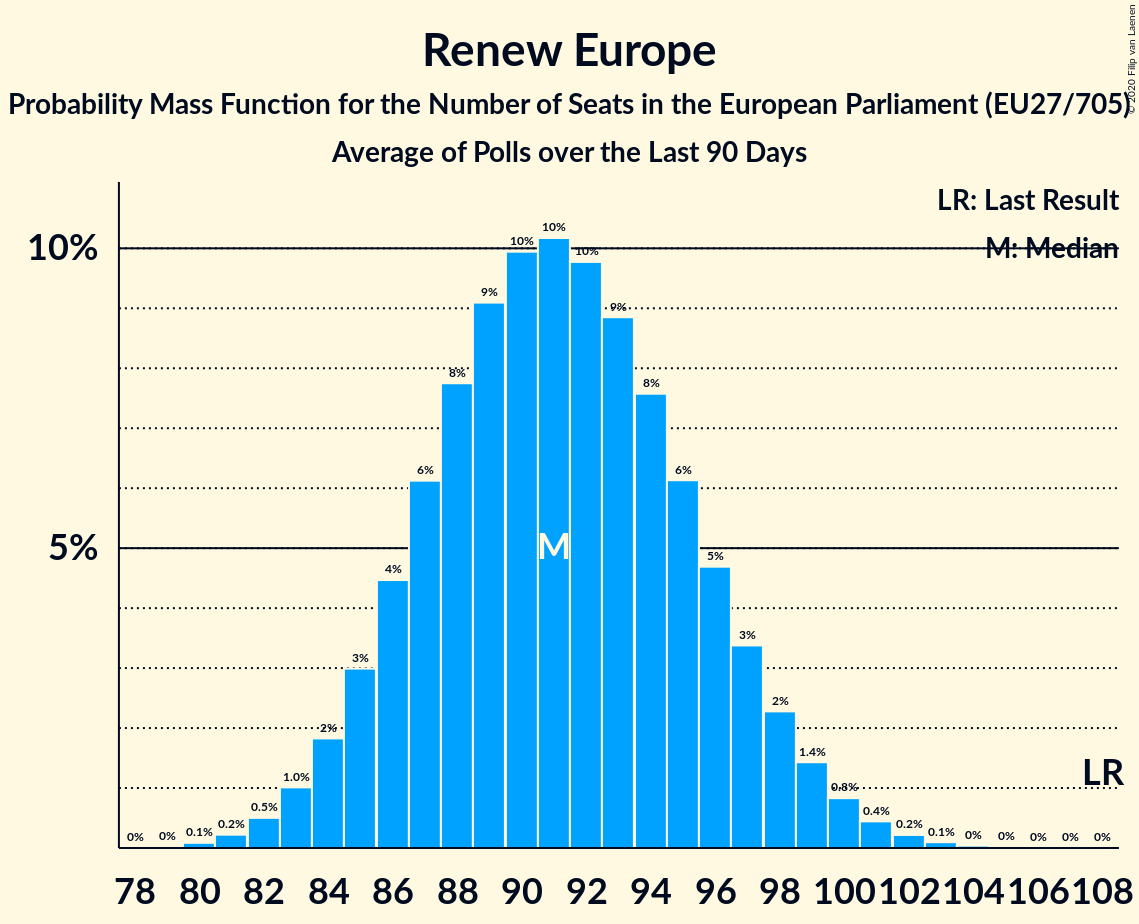 Renew Europe
Probability Mass Function for the Number of Seats in the European Parliament (EU27/705)
Average of Polls over the Last 90 Days
© 2020 Filip van Laenen
LR: Last Result
M: Median
10%
5%
0% 0% 0.1% 0.2% 0.5% 1.0% 2% 3% 4% 6% 8% 9% 10% 10% 10% 9% 8% 6% 5% 3% 2% 1.4% 0.8% 0.4% 0.2% 0.1% 0% 0% 0% 0% 0%
M
LR
78 80 82 84 86 88 90 92 94 96 98 100 102 104 106 108